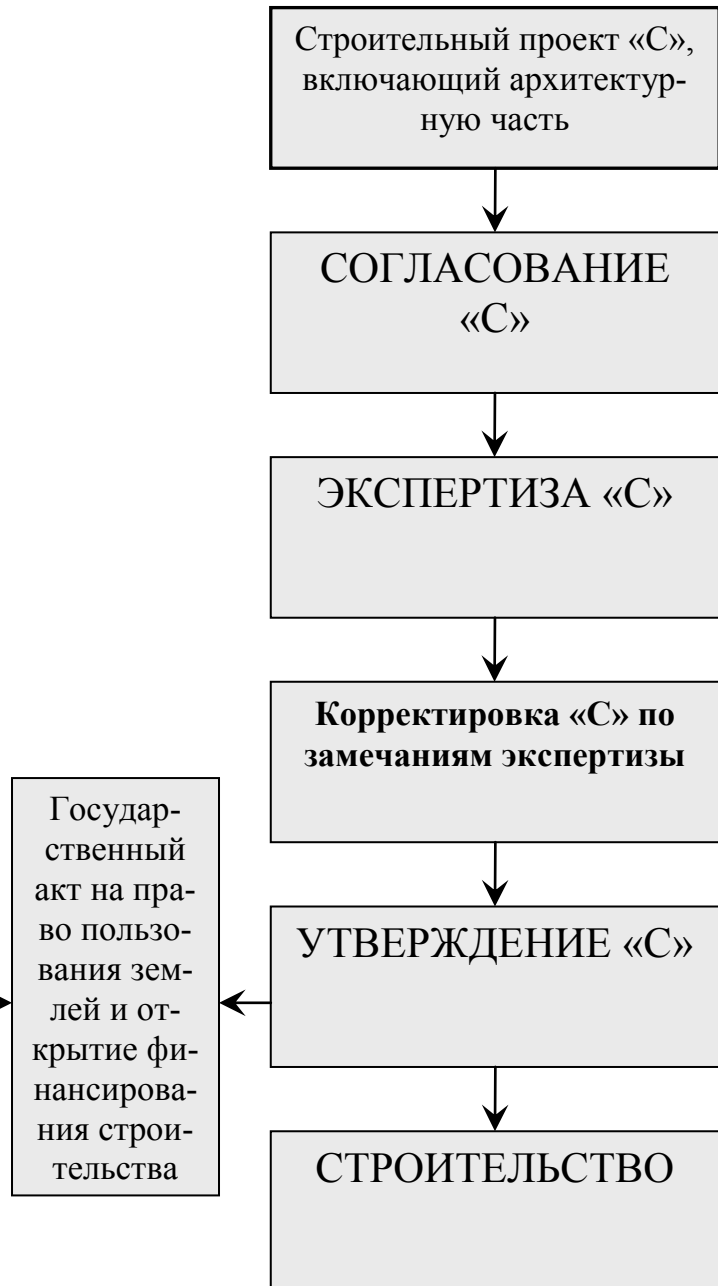 Строительный проект «С»,
включающий архитектур-
ную часть
СОГЛАСОВАНИЕ
«С»
ЭКСПЕРТИЗА «С»
Корректировка «С» по
замечаниям экспертизы
Государ-
ственный
акт на пра-
во пользо-
вания зем-
лей и от-
крытие фи-
нансирова-
ния строи-
тельства
УТВЕРЖДЕНИЕ «С»
СТРОИТЕЛЬСТВО